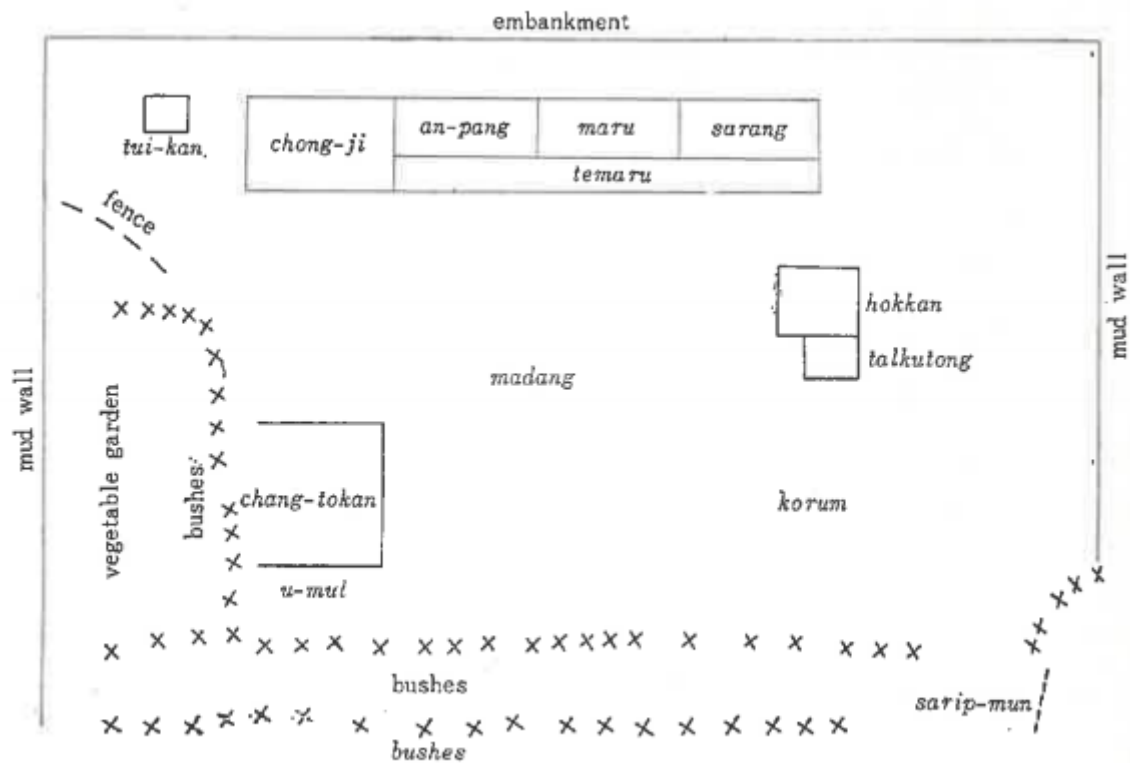 embankment
an-pang
maru
sarang
chong-ji
tui-kan.
temaru
fence
mud wall
hokkan
talkutong
madang
mud wall
vegetable garden
bushes
chang-tokan
korum
u-mul
bushes
sarip-mun
bushes